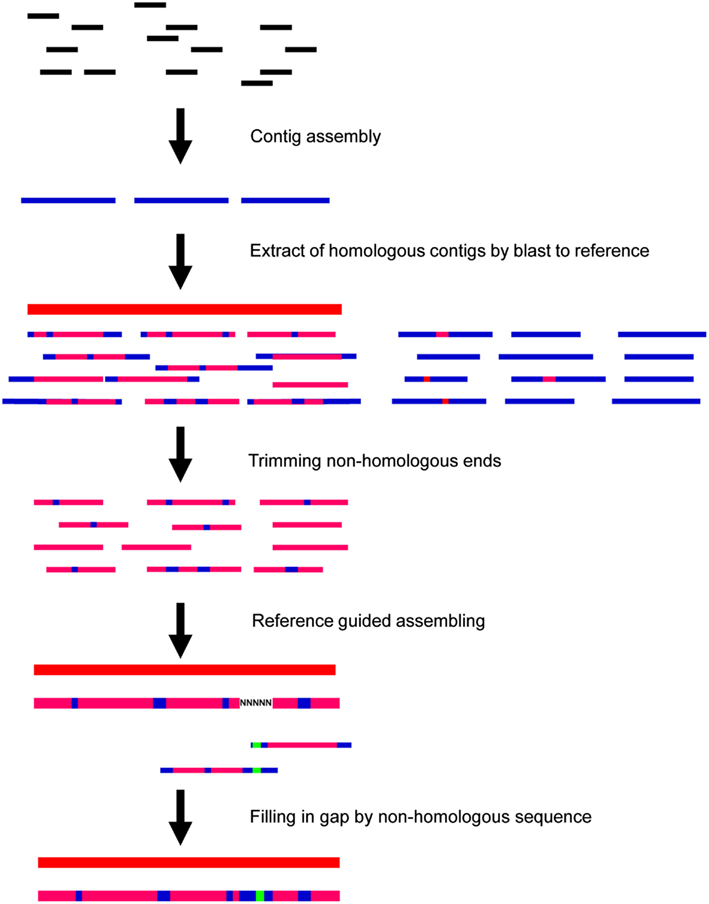 Contig assembly
Extract of homologous contigs by blast to reference
Trimming non-homologous ends
Reference guided assembling
NNNNN
Filling in gap by non-homologous sequence